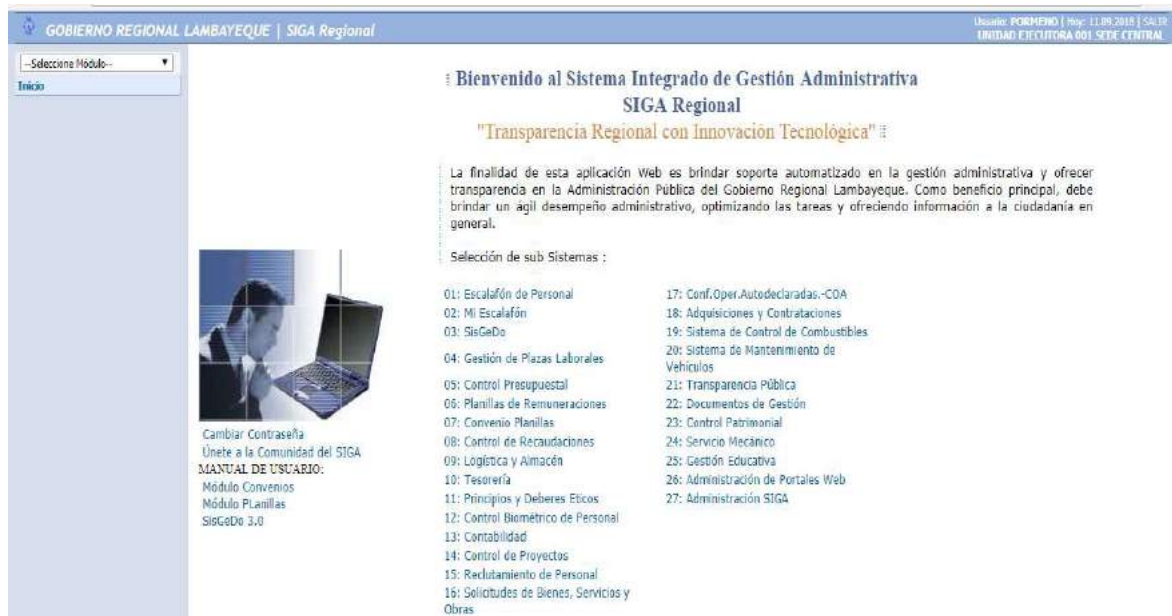 GOBIERNO REGIONAL LAMBAYEQUE | SIGA Regional
Usuario: PORMEÑO | Hoy: 11.09.2018 | SALIR
UNIDAD EJECUTORA 001 SEDE CENTRAL
--Seleccione Módulo--
Inicio
Bienvenido al Sistema Integrado de Gestión Administrativa
SIGA Regional
"Transparencia Regional con Innovación Tecnológica"
La finalidad de esta aplicación Web es brindar soporte automatizado en la gestión administrativa y ofrecer
transparencia en la Administración Pública del Gobierno Regional Lambayeque. Como beneficio principal, debe
brindar un ágil desempeño administrativo, optimizando las tareas y ofreciendo información a la ciudadanía en
general.
Selección de sub Sistemas :
01: Escalafón de Personal
02: Mi Escalafón
03: SisGeDo
04: Gestión de Plazas Laborales
05: Control Presupuestal
06: Planillas de Remuneraciones
07: Convenio Planillas
08: Control de Recaudaciones
09: Logística y Almacén
10: Tesorería
11: Principios y Deberes Eticos
12: Control Biométrico de Personal
13: Contabilidad
14: Control de Proyectos
15: Reclutamiento de Personal
16: Solicitudes de Bienes, Servicios y
Obras
17: Conf.Oper.Autodeclaradas.-COA
18: Adquisiciones y Contrataciones
19: Sistema de Control de Combustibles
20: Sistema de Mantenimiento de
Vehículos
21: Transparencia Pública
22: Documentos de Gestión
23: Control Patrimonial
24: Servicio Mecánico
25: Gestión Educativa
26: Administración de Portales Web
27: Administración SIGA
Cambiar Contraseña
Únete a la Comunidad del SIGA
MANUAL DE USUARIO:
Módulo Convenios
Módulo PLanillas
SisGeDo 3.0